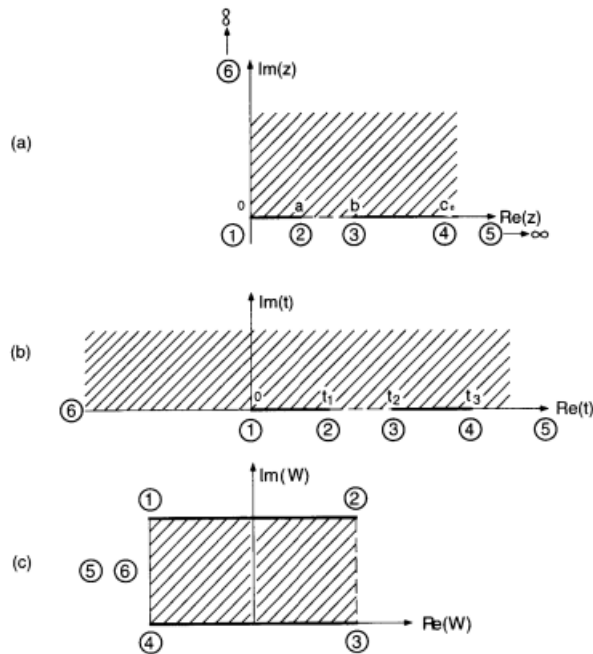 ∞
⑥ Im(z)
(a)
0 a b c
① ② ③ ④ ⑤ Re(z)
∞
Im(t)
(b)
0 t₁ t₂ t₃
⑥ Re(t)
① ② ③ ④ ⑤
Im(W)
① ②
(c)
⑤ ⑥
④ ③ Re(W)